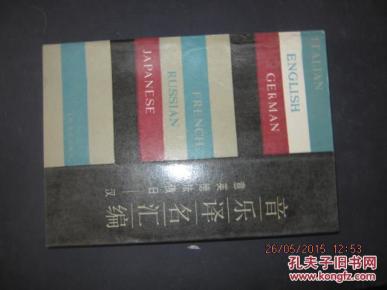 ITALIAN
ENGLISH
GERMAN
FRENCH
RUSSIAN
JAPANESE
音乐译名汇编
意英德法俄日
汉
26/05/2015 12:53
孔夫子旧书网